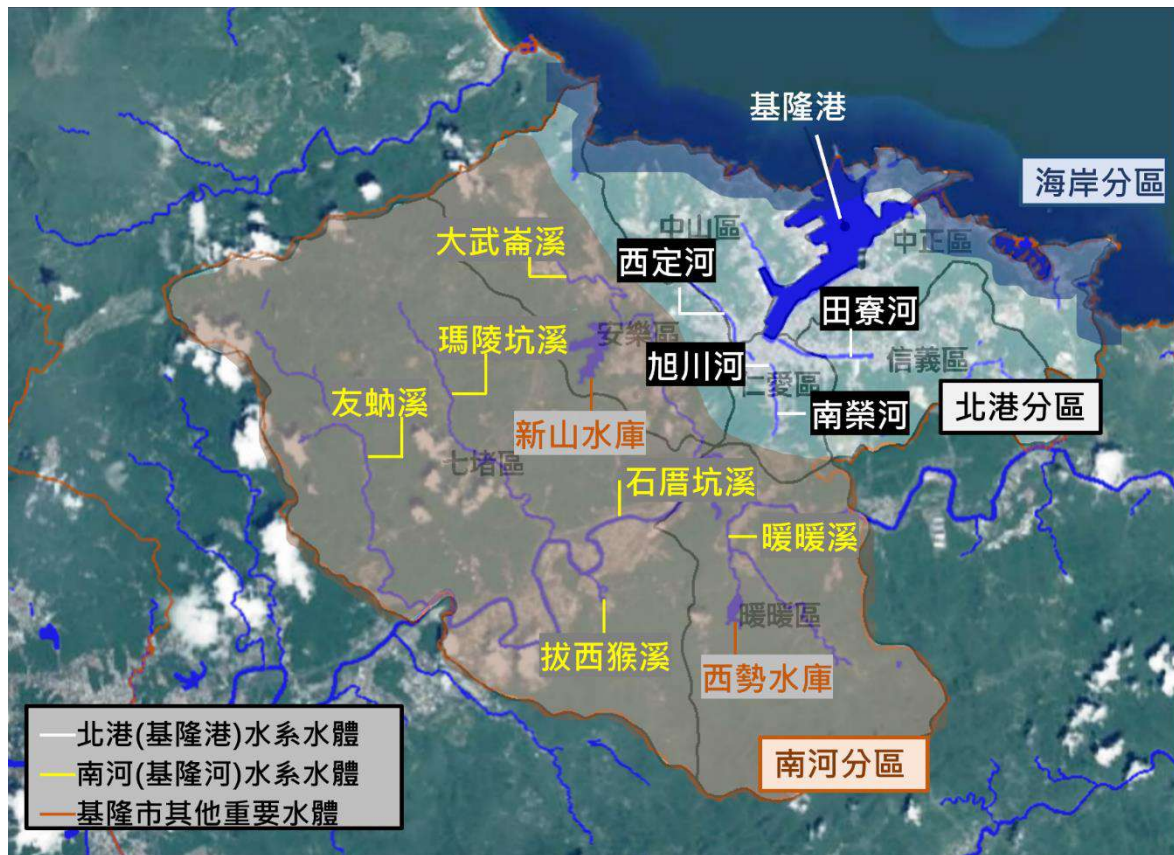 基隆港
海岸分區
中山區
中正區
大武崙溪
西定河
田寮河
安樂區
瑪陵坑溪
旭川河
信義區
仁愛區
友蚋溪
北港分區
南榮河
新山水庫
七堵區
石厝坑溪
暖暖溪
暖暖區
拔西猴溪
西勢水庫
南河分區
北港(基隆港)水系水體
南河(基隆河)水系水體
基隆市其他重要水體